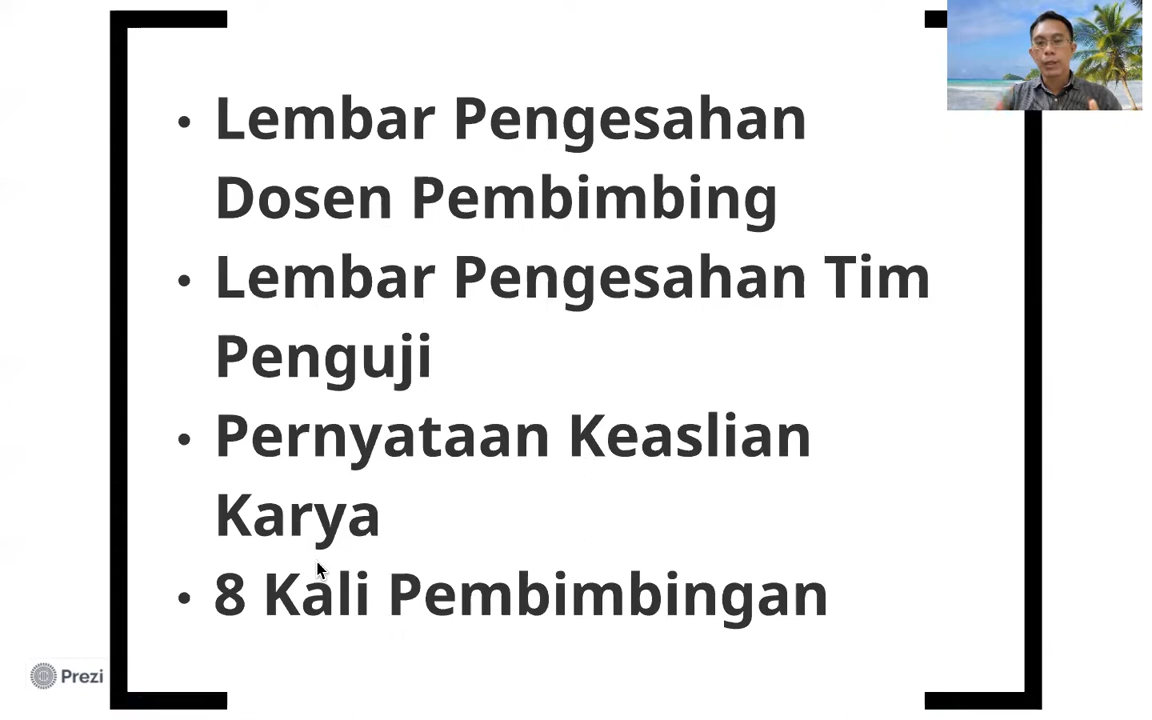 • Lembar Pengesahan
Dosen Pembimbing
• Lembar Pengesahan Tim
Penguji
• Pernyataan Keaslian
Karya
• 8 Kali Pembimbingan
Prezi